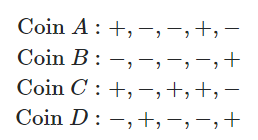 Coin A : +, −, −, +, −
Coin B : −, −, −, −, +
Coin C : +, −, +, +, −
Coin D : −, +, −, −, +